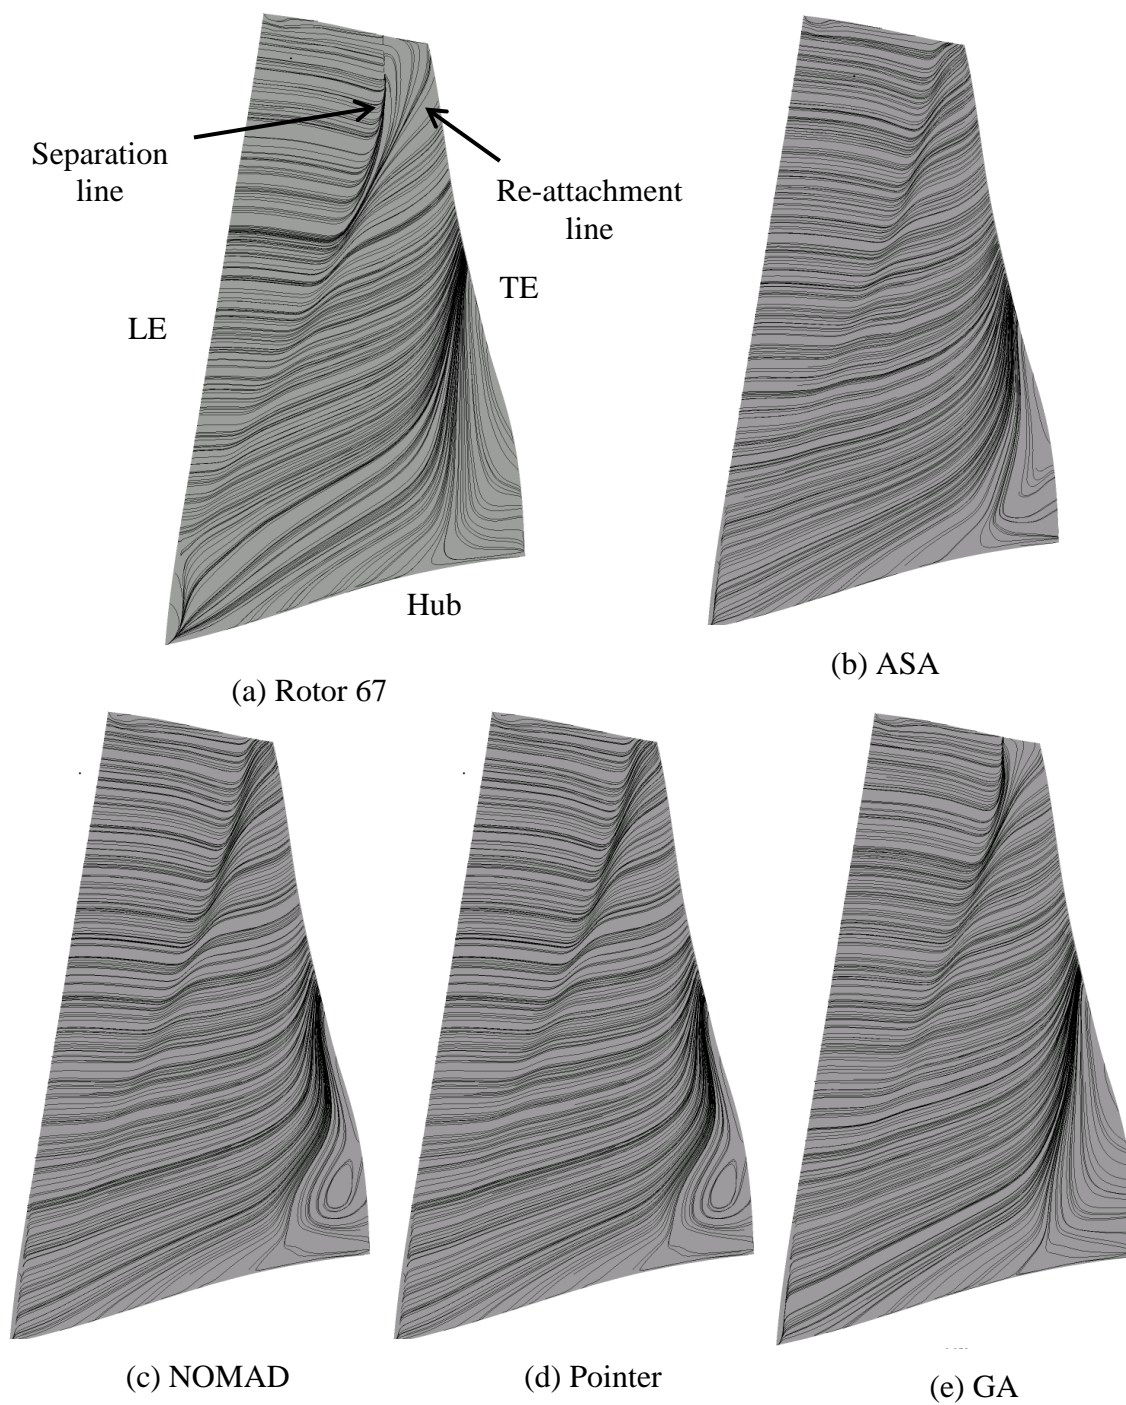 Separation
line
Re-attachment
line
TE
LE
Hub
(a) Rotor 67
(b) ASA
(c) NOMAD
(d) Pointer
(e) GA